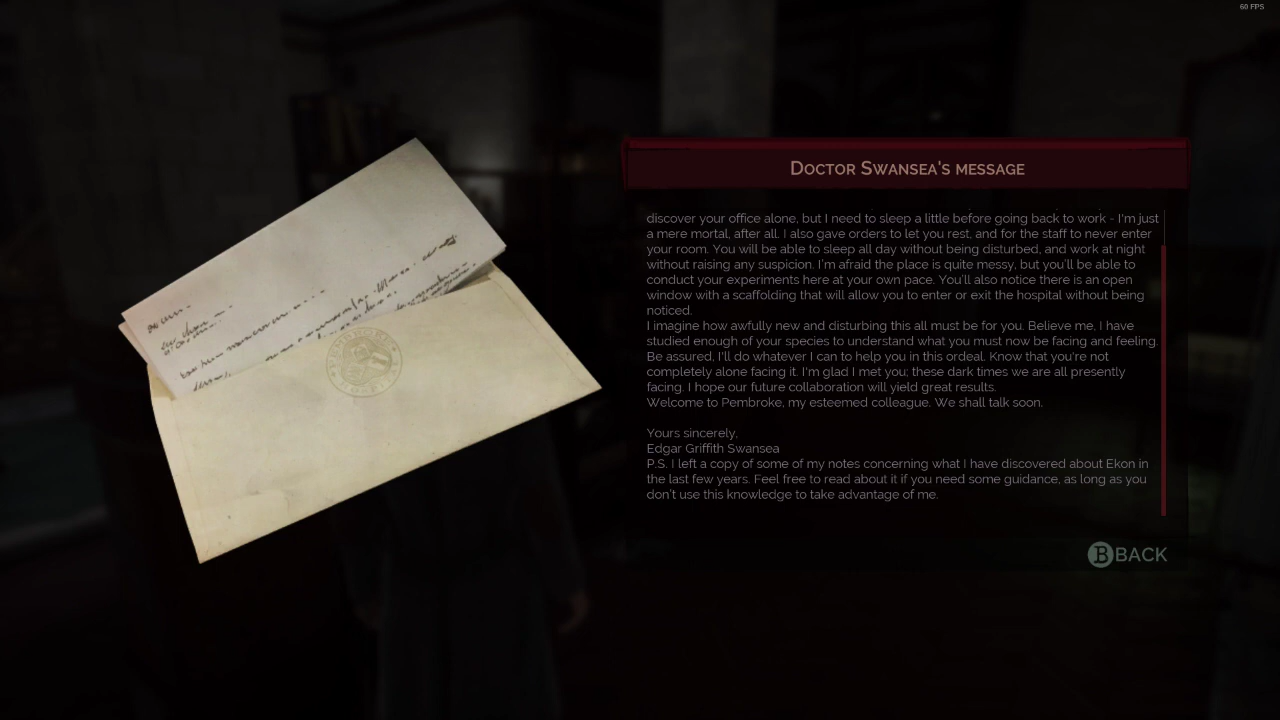 60 FPS
DOCTOR SWANSEA'S MESSAGE
discover your office alone, but I need to sleep a little before going back to work - I'm just
a mere mortal, after all. I also gave orders to let you rest, and for the staff to never enter
your room. You will be able to sleep all day without being disturbed, and work at night
without raising any suspicion. I'm afraid the place is quite messy, but you'll be able to
conduct your experiments here at your own pace. You'll also notice there is an open
window with a scaffolding that will allow you to enter or exit the hospital without being
noticed.
I imagine how awfully new and disturbing this all must be for you. Believe me, I have
studied enough of your species to understand what you must now be facing and feeling.
Be assured, I'll do whatever I can to help you in this ordeal. Know that you're not
completely alone facing it. I'm glad I met you; these dark times we are all presently
facing. I hope our future collaboration will yield great results.
Welcome to Pembroke, my esteemed colleague. We shall talk soon.
Yours sincerely,
Edgar Griffith Swansea
P.S. I left a copy of some of my notes concerning what I have discovered about Ekon in
the last few years. Feel free to read about it if you need some guidance, as long as you
don't use this knowledge to take advantage of me.
B BACK